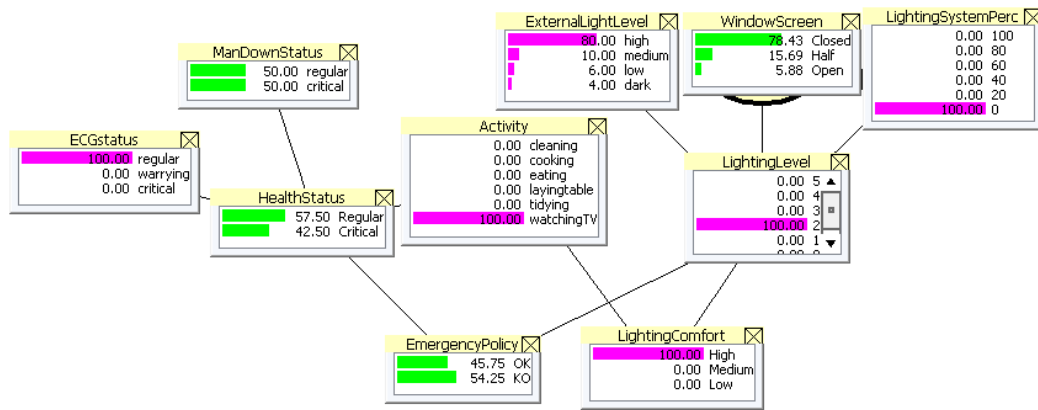 ExternalLightLevel
80.00 high
10.00 medium
6.00 low
4.00 dark
WindowScreen
78.43 Closed
15.69 Half
5.88 Open
LightingSystemPerc
0.00 100
0.00 80
0.00 60
0.00 40
0.00 20
100.00 0
ManDownStatus
50.00 regular
50.00 critical
ECGstatus
100.00 regular
0.00 warrying
0.00 critical
Activity
0.00 cleaning
0.00 cooking
0.00 eating
0.00 layingtable
0.00 tidying
100.00 watchingTV
LightingLevel
0.00 5
0.00 4
0.00 3
100.00 2
0.00 1
0.00 0
HealthStatus
57.50 Regular
42.50 Critical
EmergencyPolicy
45.75 OK
54.25 KO
LightingComfort
100.00 High
0.00 Medium
0.00 Low